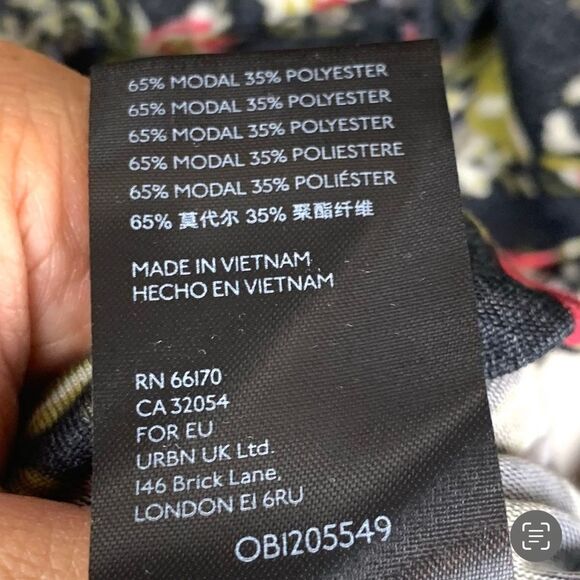 65% MODAL 35% POLYESTER
65% MODAL 35% POLYESTER
65% MODAL 35% POLYESTER
65% MODAL 35% POLIESTERE
65% MODAL 35% POLIÉSTER
65% 莫代尔 35% 聚酯纤维
MADE IN VIETNAM
HECHO EN VIETNAM
RN 66170
CA 32054
FOR EU
URBN UK Ltd.
146 Brick Lane,
LONDON E1 6RU
OB1205549